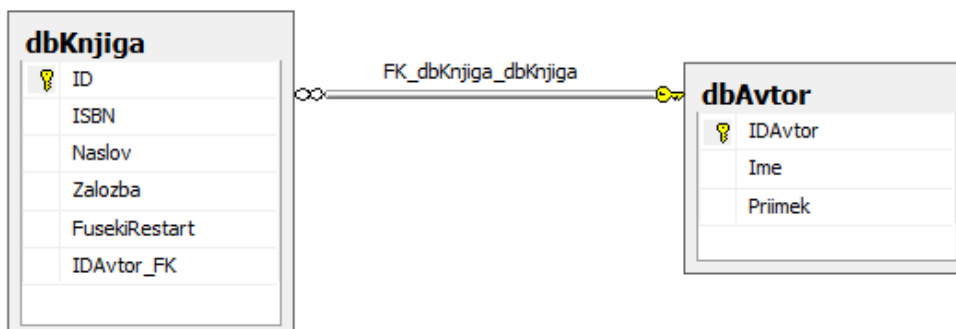 dbKnjiga
ID
ISBN
Naslov
Zalozba
FusekiRestart
IDAvtor_FK
FK_dbKnjiga_dbKnjiga
dbAvtor
IDAvtor
Ime
Priimek